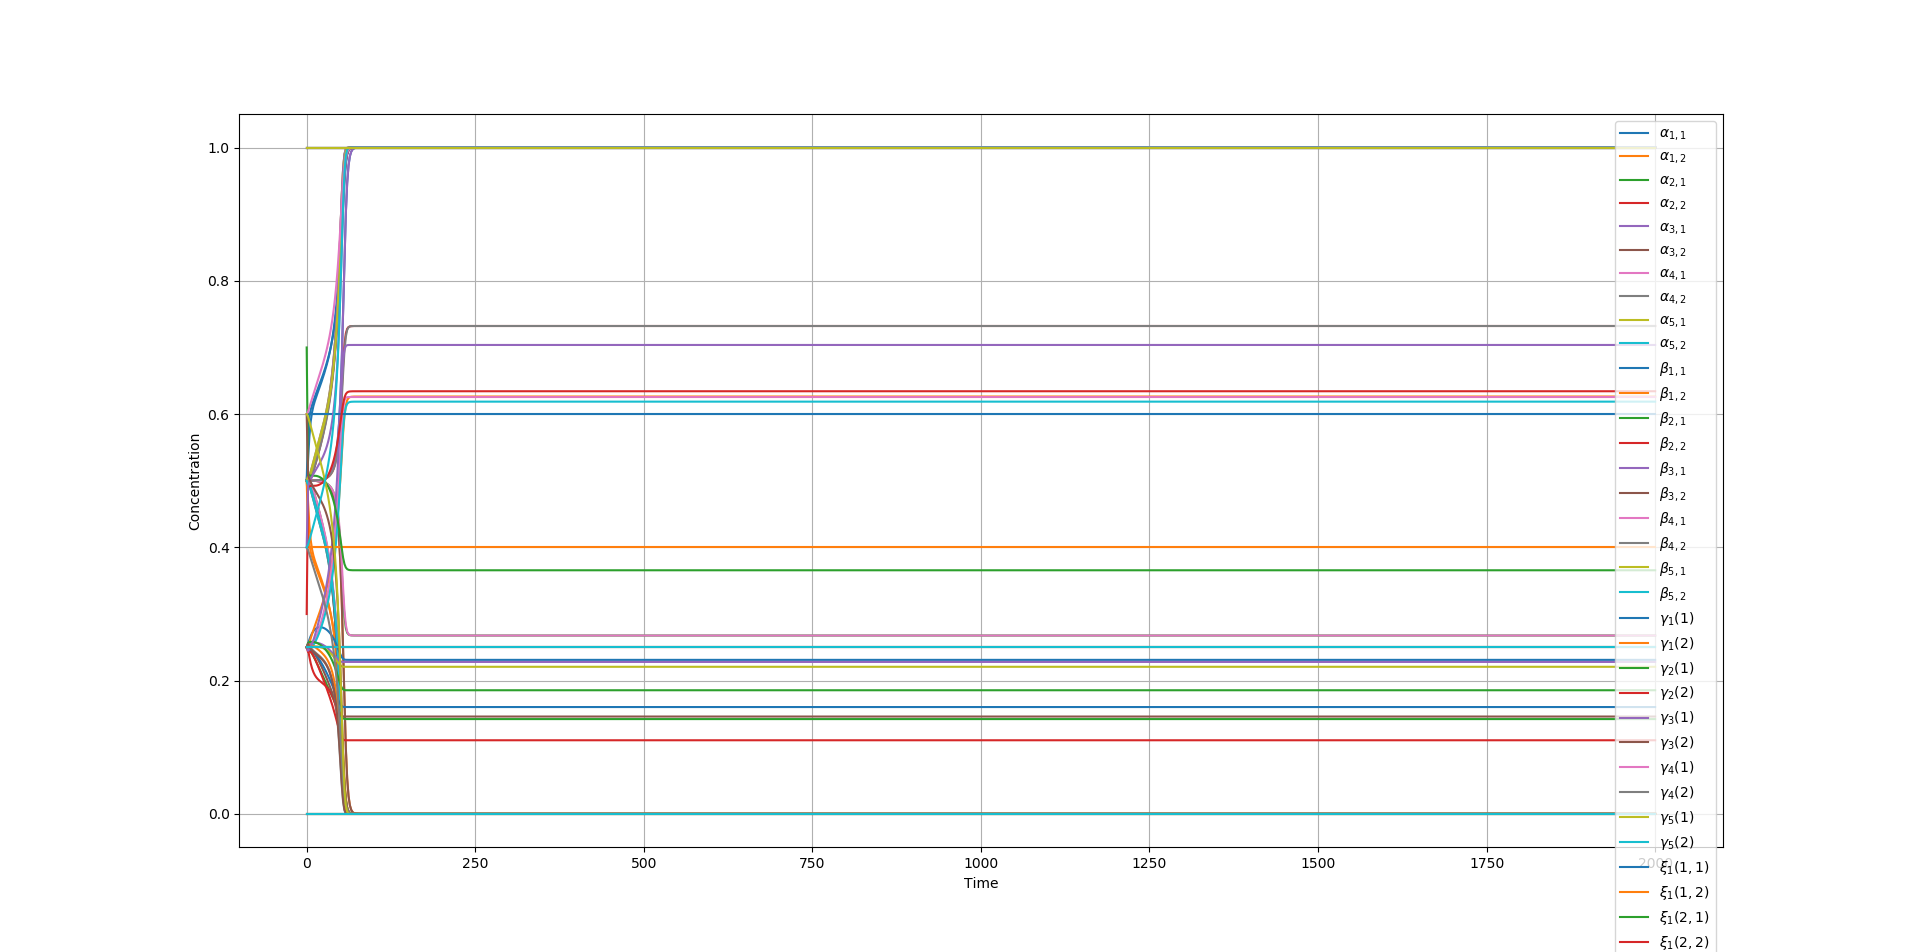 1.0
0.8
0.6
0.4
0.2
0.0
Concentration
0
250
500
750
1000
1250
1500
1750
2000
Time
α1,1
α1,2
α2,1
α2,2
α3,1
α3,2
α4,1
α4,2
α5,1
α5,2
β1,1
β1,2
β2,1
β2,2
β3,1
β3,2
β4,1
β4,2
β5,1
β5,2
γ1(1)
γ1(2)
γ2(1)
γ2(2)
γ3(1)
γ3(2)
γ4(1)
γ4(2)
γ5(1)
γ5(2)
ξ1(1,1)
ξ1(1,2)
ξ1(2,1)
ξ1(2,2)